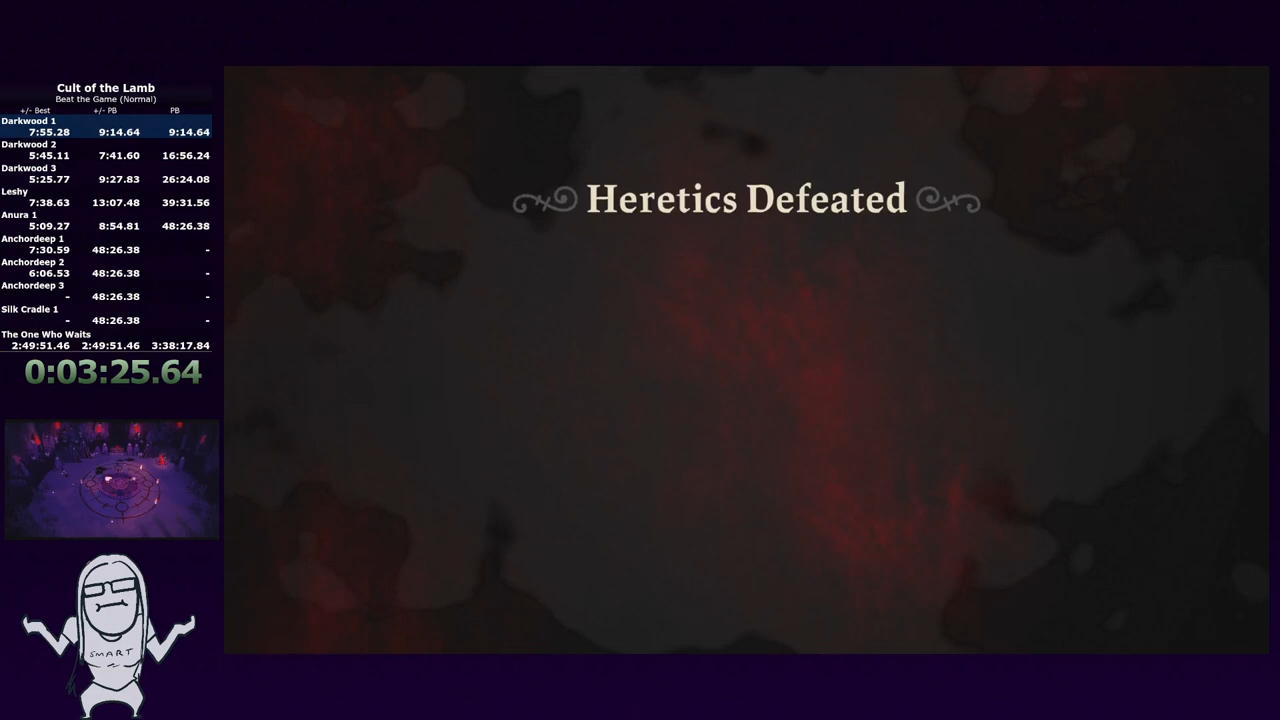 Cult of the Lamb
Beat the Game (Normal)
+/- Best +/- PB PB
Darkwood 1
7:55.28 9:14.64 9:14.64
Darkwood 2
5:45.11 7:41.60 16:56.24
Darkwood 3
5:25.77 9:27.83 26:24.08
Leshy
7:38.63 13:07.48 39:31.56
Anura 1
5:09.27 8:54.81 48:26.38
Anchordeep 1
7:30.59 48:26.38 -
Anchordeep 2
6:06.53 48:26.38 -
Anchordeep 3
- 48:26.38 -
Silk Cradle 1
- 48:26.38 -
The One Who Waits
2:49:51.46 2:49:51.46 3:38:17.84
0:03:25.64
Heretics Defeated
SMART